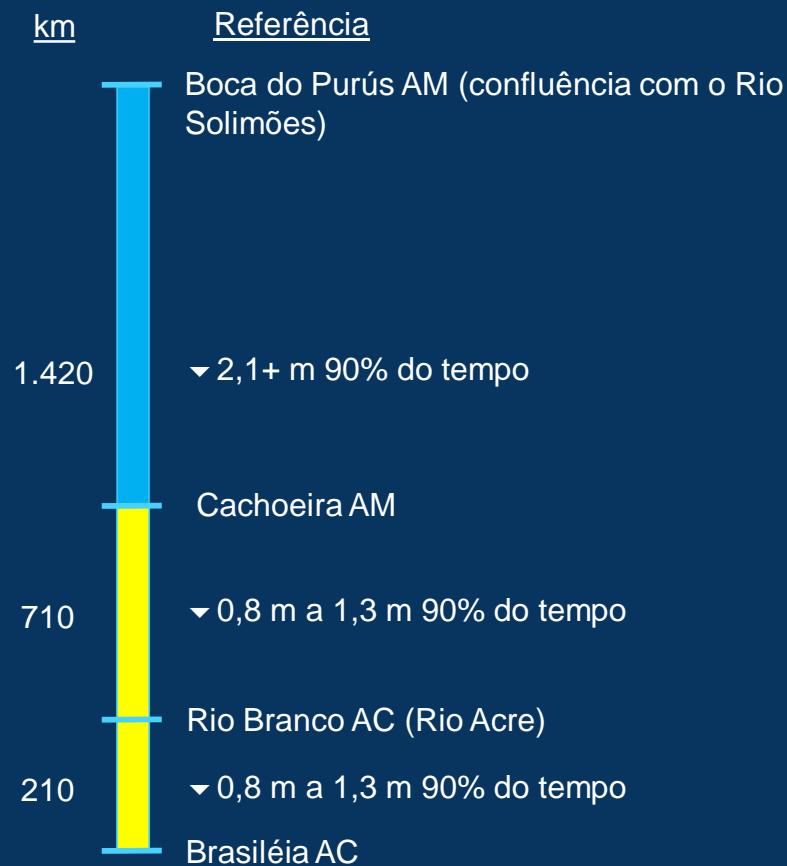 km Referência
Boca do Purús AM (confluência com o Rio
Solimões)
1.420 2,1+ m 90% do tempo
Cachoeira AM
710 0,8 m a 1,3 m 90% do tempo
Rio Branco AC (Rio Acre)
210 0,8 m a 1,3 m 90% do tempo
Brasiléia AC